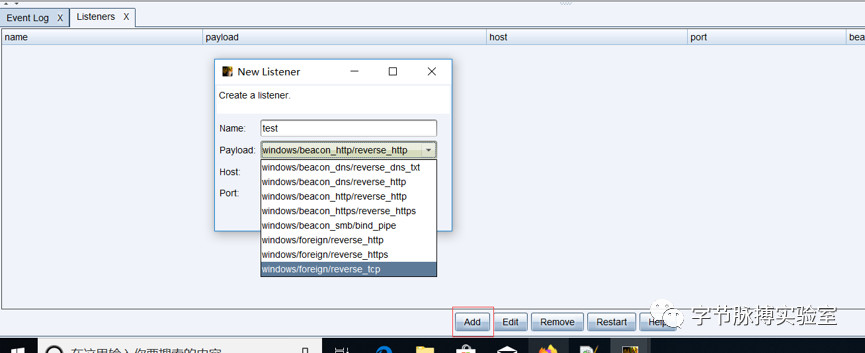 Event Log X Listeners X
name payload host port bea
New Listener
Create a listener.
Name: test
Payload: windows/beacon_http/reverse_http
windows/beacon_dns/reverse_dns_txt
Host:
windows/beacon_dns/reverse_http
Port:
windows/beacon_http/reverse_http
windows/beacon_https/reverse_https
windows/beacon_smb/bind_pipe
windows/foreign/reverse_http
windows/foreign/reverse_https
windows/foreign/reverse_tcp
Add Edit Remove Restart Help
字节脉搏实验室
在这里输入你要搜索的内容